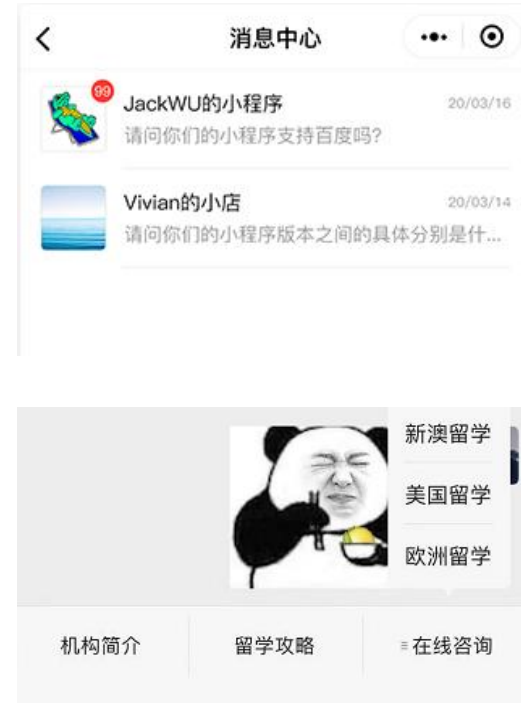 消息中心
99
JackWU的小程序
20/03/16
请问你们的小程序支持百度吗?
Vivian的小店
20/03/14
请问你们的小程序版本之间的具体分别是什...
新澳留学
美国留学
欧洲留学
机构简介
留学攻略
在线咨询